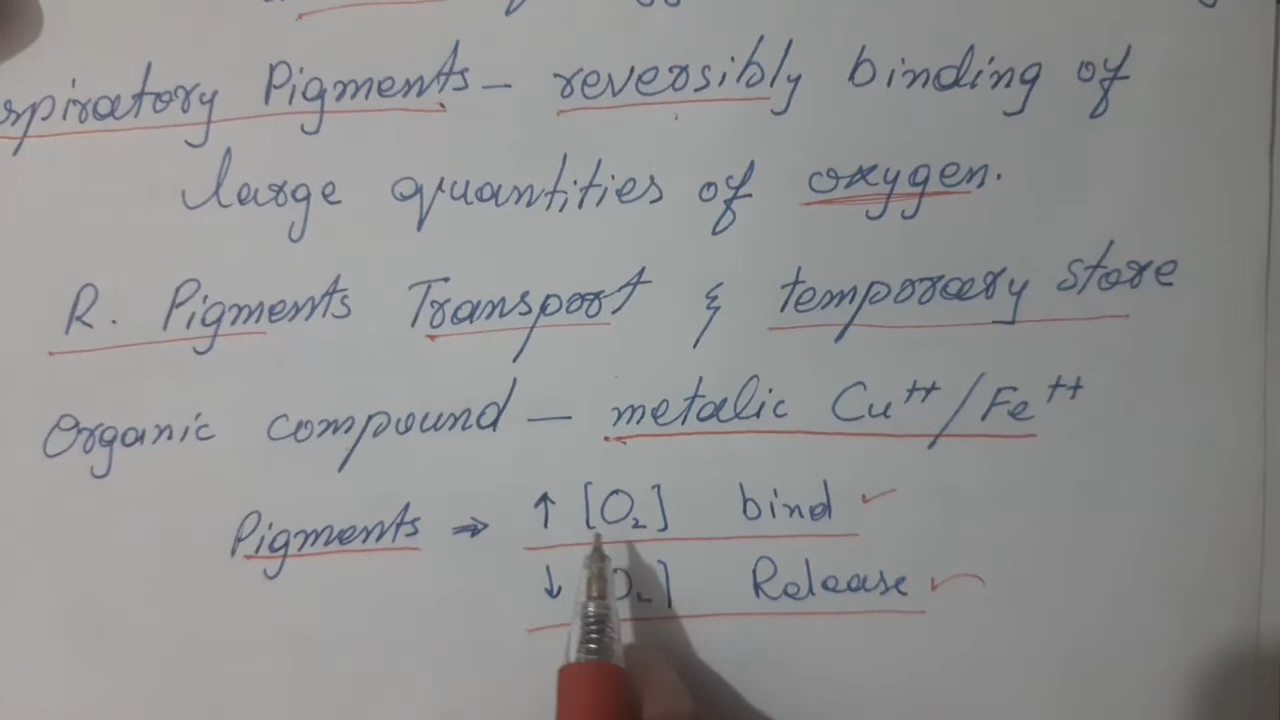 spiratory Pigments - reversibly binding of
large quantities of oxygen.
R. Pigments Transport & temporary store
Organic compound - metalic Cu⁺⁺/Fe⁺⁺
Pigments ⇒ ↑ [O₂] bind ✓
↓ [O₂] Release ✓